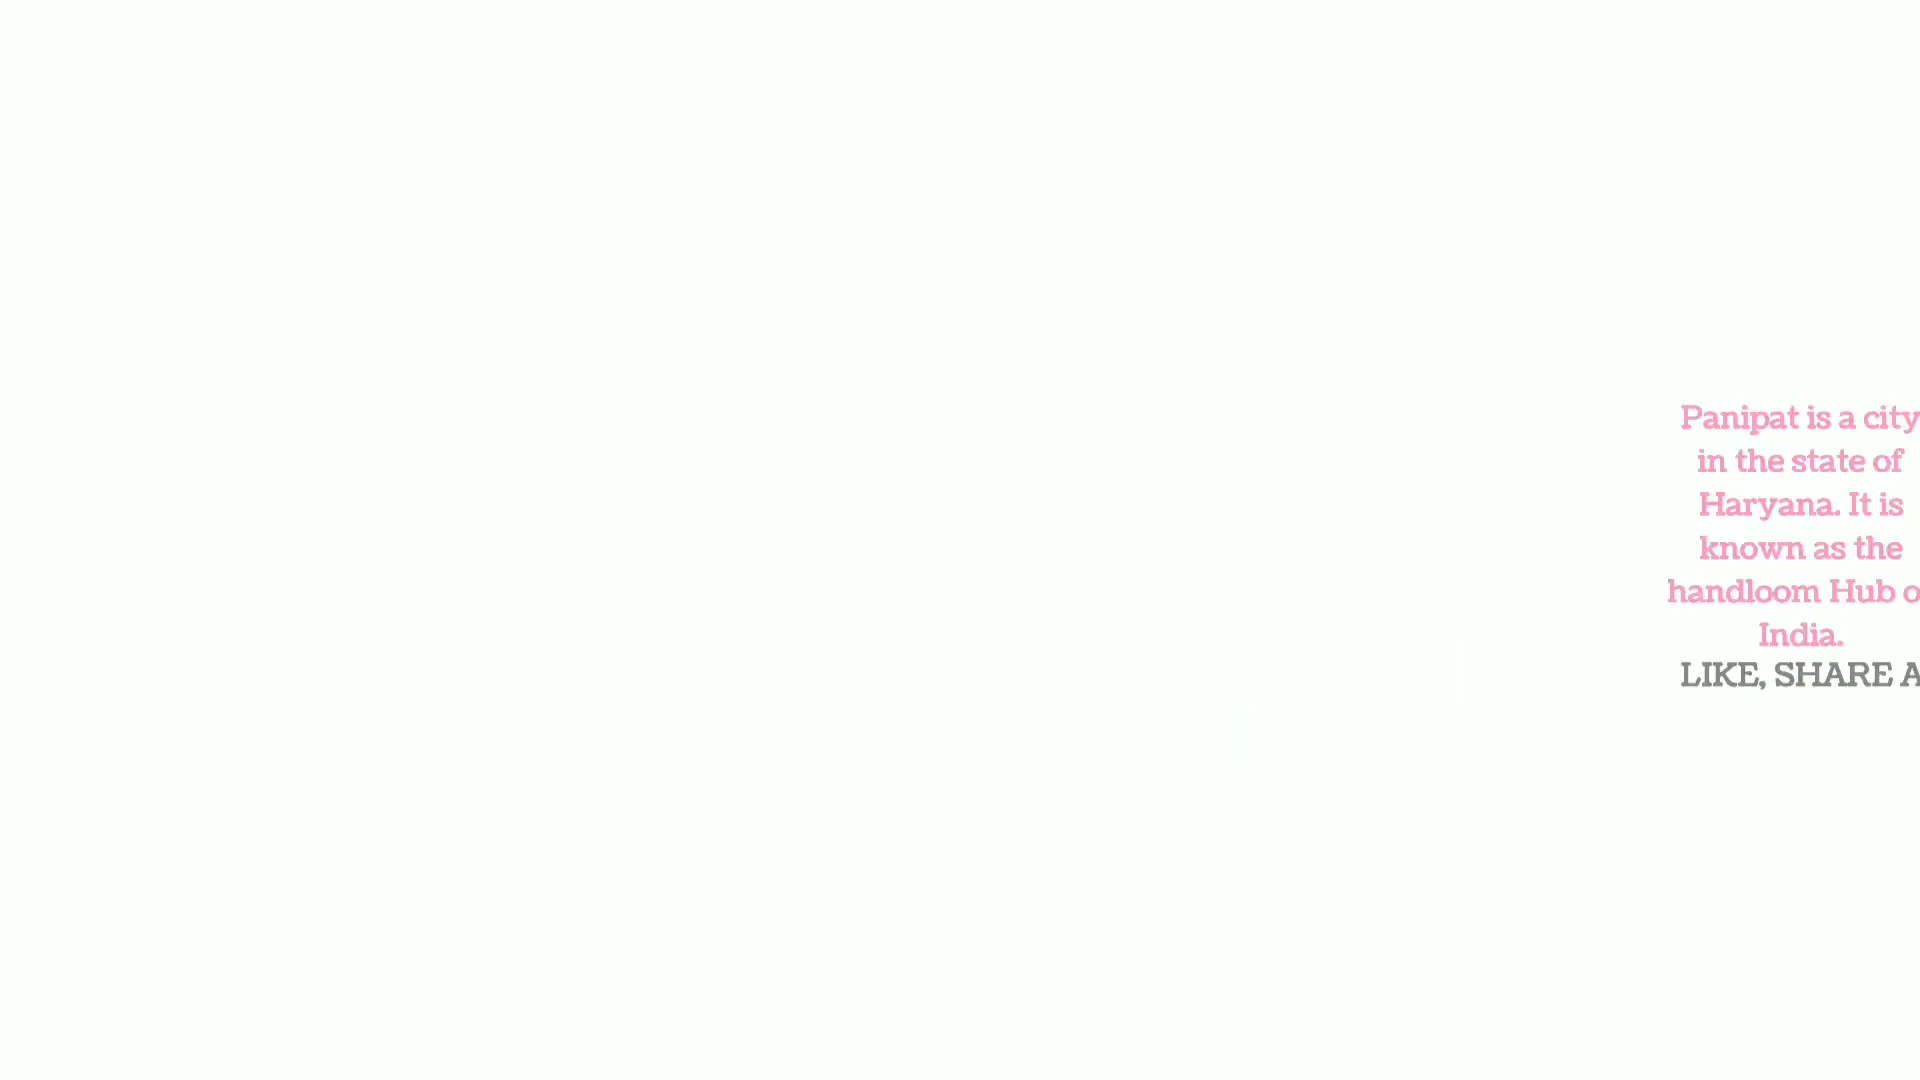 Panipat is a city
in the state of
Haryana. It is
known as the
handloom Hub o
India.
LIKE, SHARE A